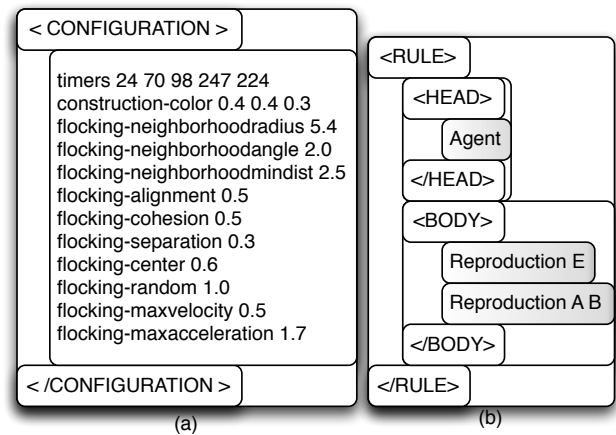 < CONFIGURATION >
timers 24 70 98 247 224
construction-color 0.4 0.4 0.3
flocking-neighborhoodradius 5.4
flocking-neighborhoodangle 2.0
flocking-neighborhoodmindist 2.5
flocking-alignment 0.5
flocking-cohesion 0.5
flocking-separation 0.3
flocking-center 0.6
flocking-random 1.0
flocking-maxvelocity 0.5
flocking-maxacceleration 1.7
< /CONFIGURATION >
(a)
<RULE>
<HEAD>
Agent
</HEAD>
<BODY>
Reproduction E
Reproduction A B
</BODY>
</RULE>
(b)